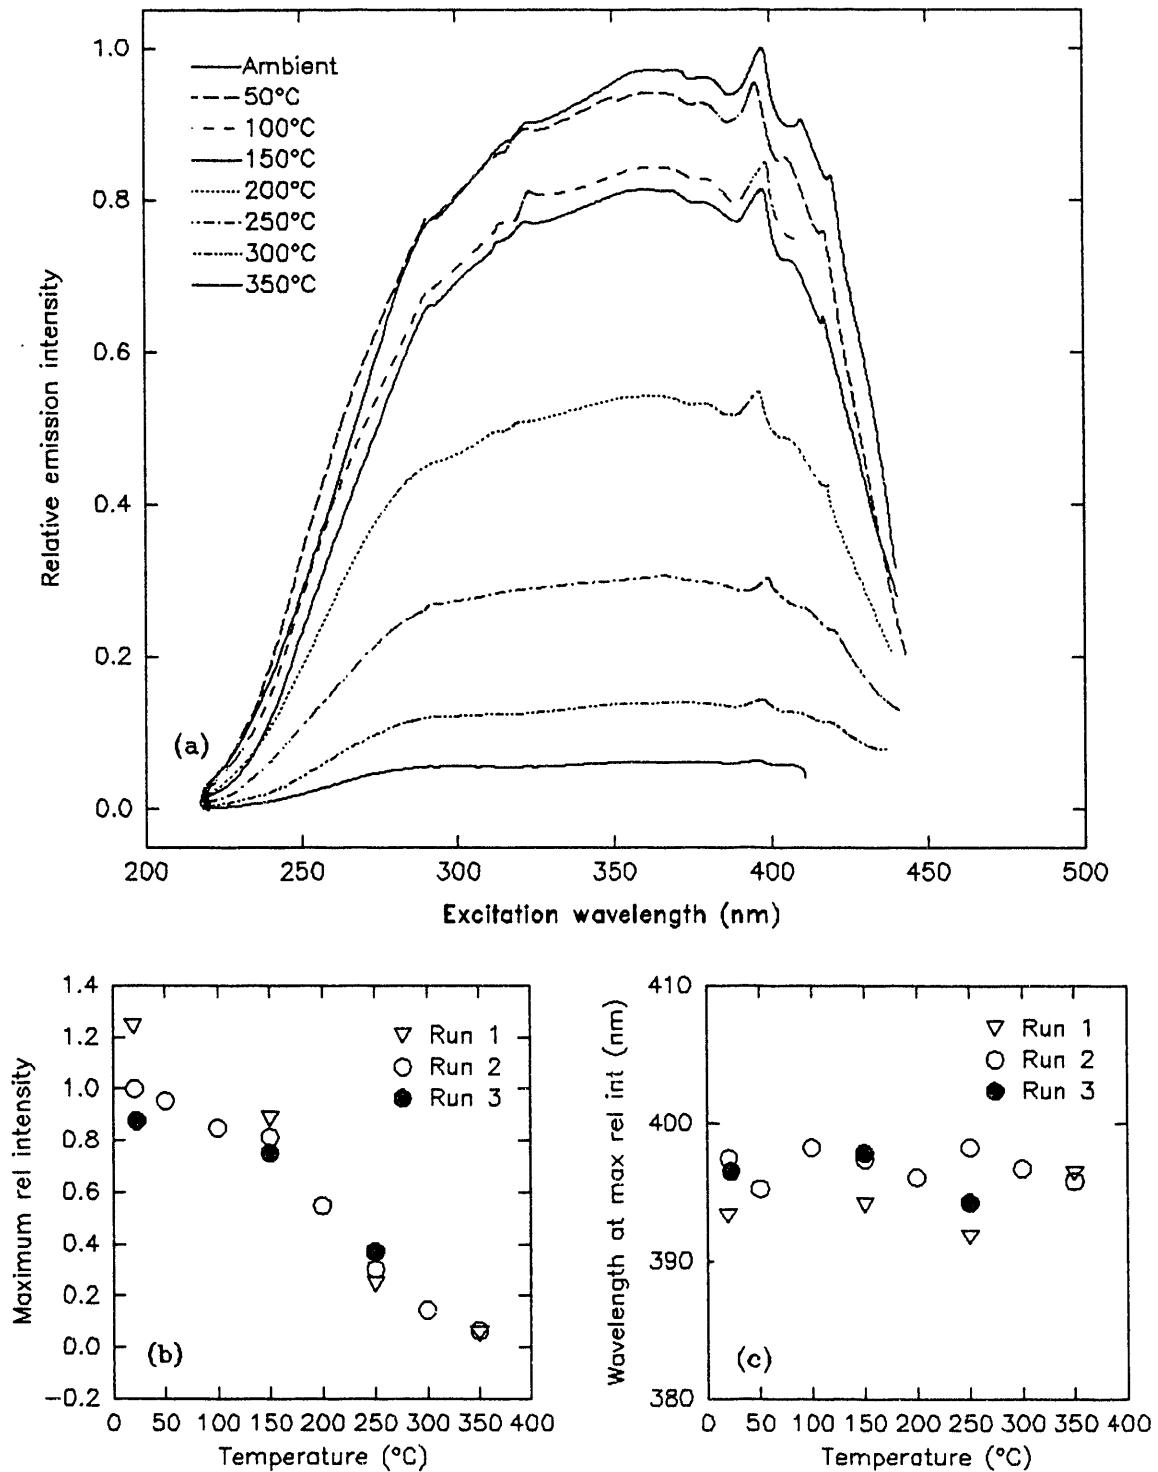 1.0
0.8
0.6
0.4
0.2
0.0
Relative emission intensity
Ambient
50°C
100°C
150°C
200°C
250°C
300°C
350°C
(a)
200 250 300 350 400 450 500
Excitation wavelength (nm)
1.4
1.2
1.0
0.8
0.6
0.4
0.2
0.0
−0.2
Maximum rel intensity
Run 1
Run 2
Run 3
(b)
0 50 100 150 200 250 300 350 400
Temperature (°C)
410
400
390
380
Wavelength at max rel int (nm)
Run 1
Run 2
Run 3
(c)
0 50 100 150 200 250 300 350 400
Temperature (°C)